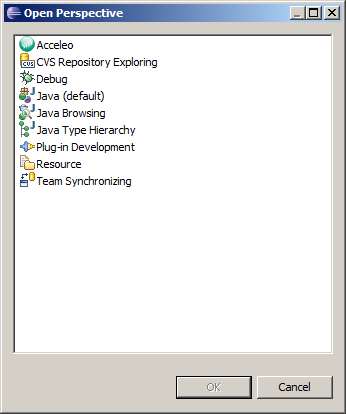 Open Perspective
Acceleo
CVS Repository Exploring
Debug
Java (default)
Java Browsing
Java Type Hierarchy
Plug-in Development
Resource
Team Synchronizing
OK
Cancel